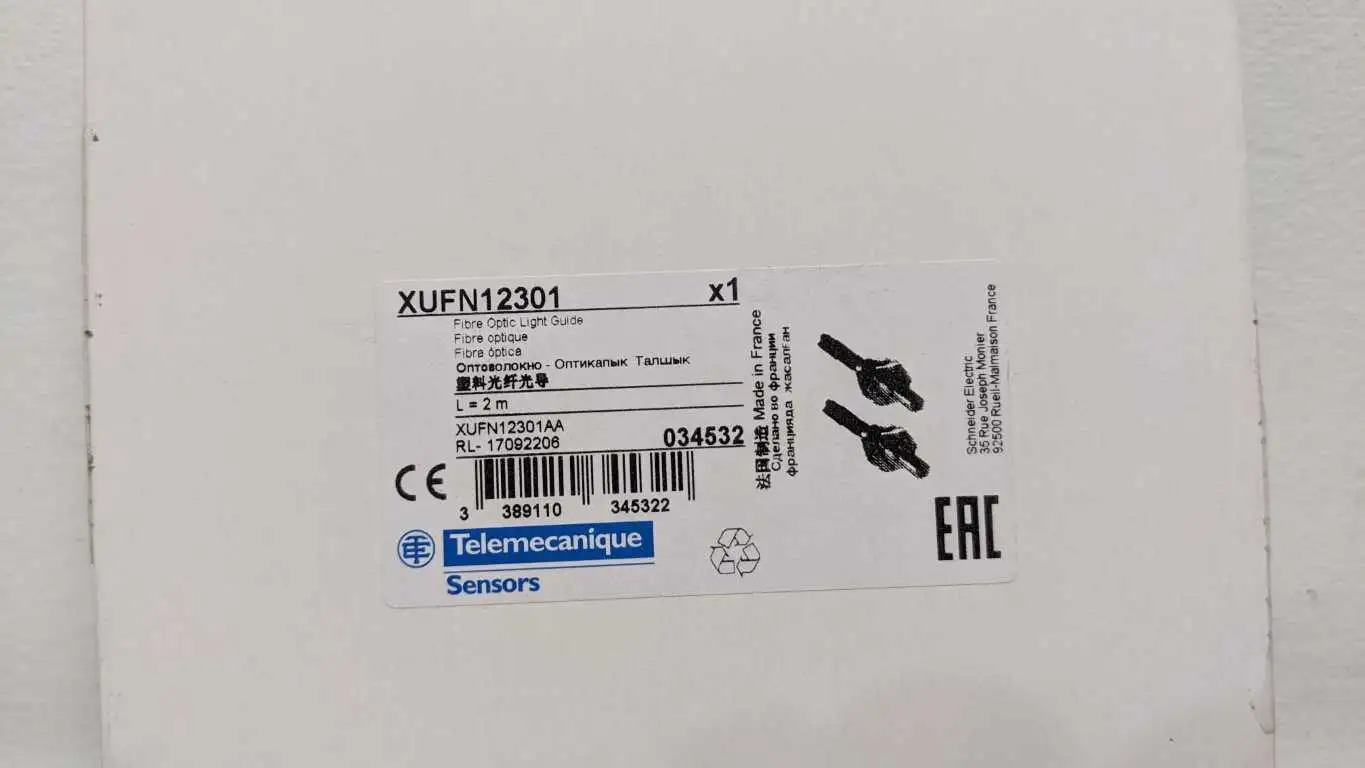 XUFN12301 x1
Fibre Optic Light Guide
Fibre optique
Fibra óptica
Оптоволокно - Оптикалык Талшык
塑料光纤光导
L = 2 m
XUFN12301AA
RL- 17092206
034532
CE
3 389110 345322
Telemecanique
Sensors
法国制造 Made in France
Сделано во франции
францияда жасалған
Schneider Electric
35 Rue Joseph Monier
92500 Rueil-Malmaison France
EAC